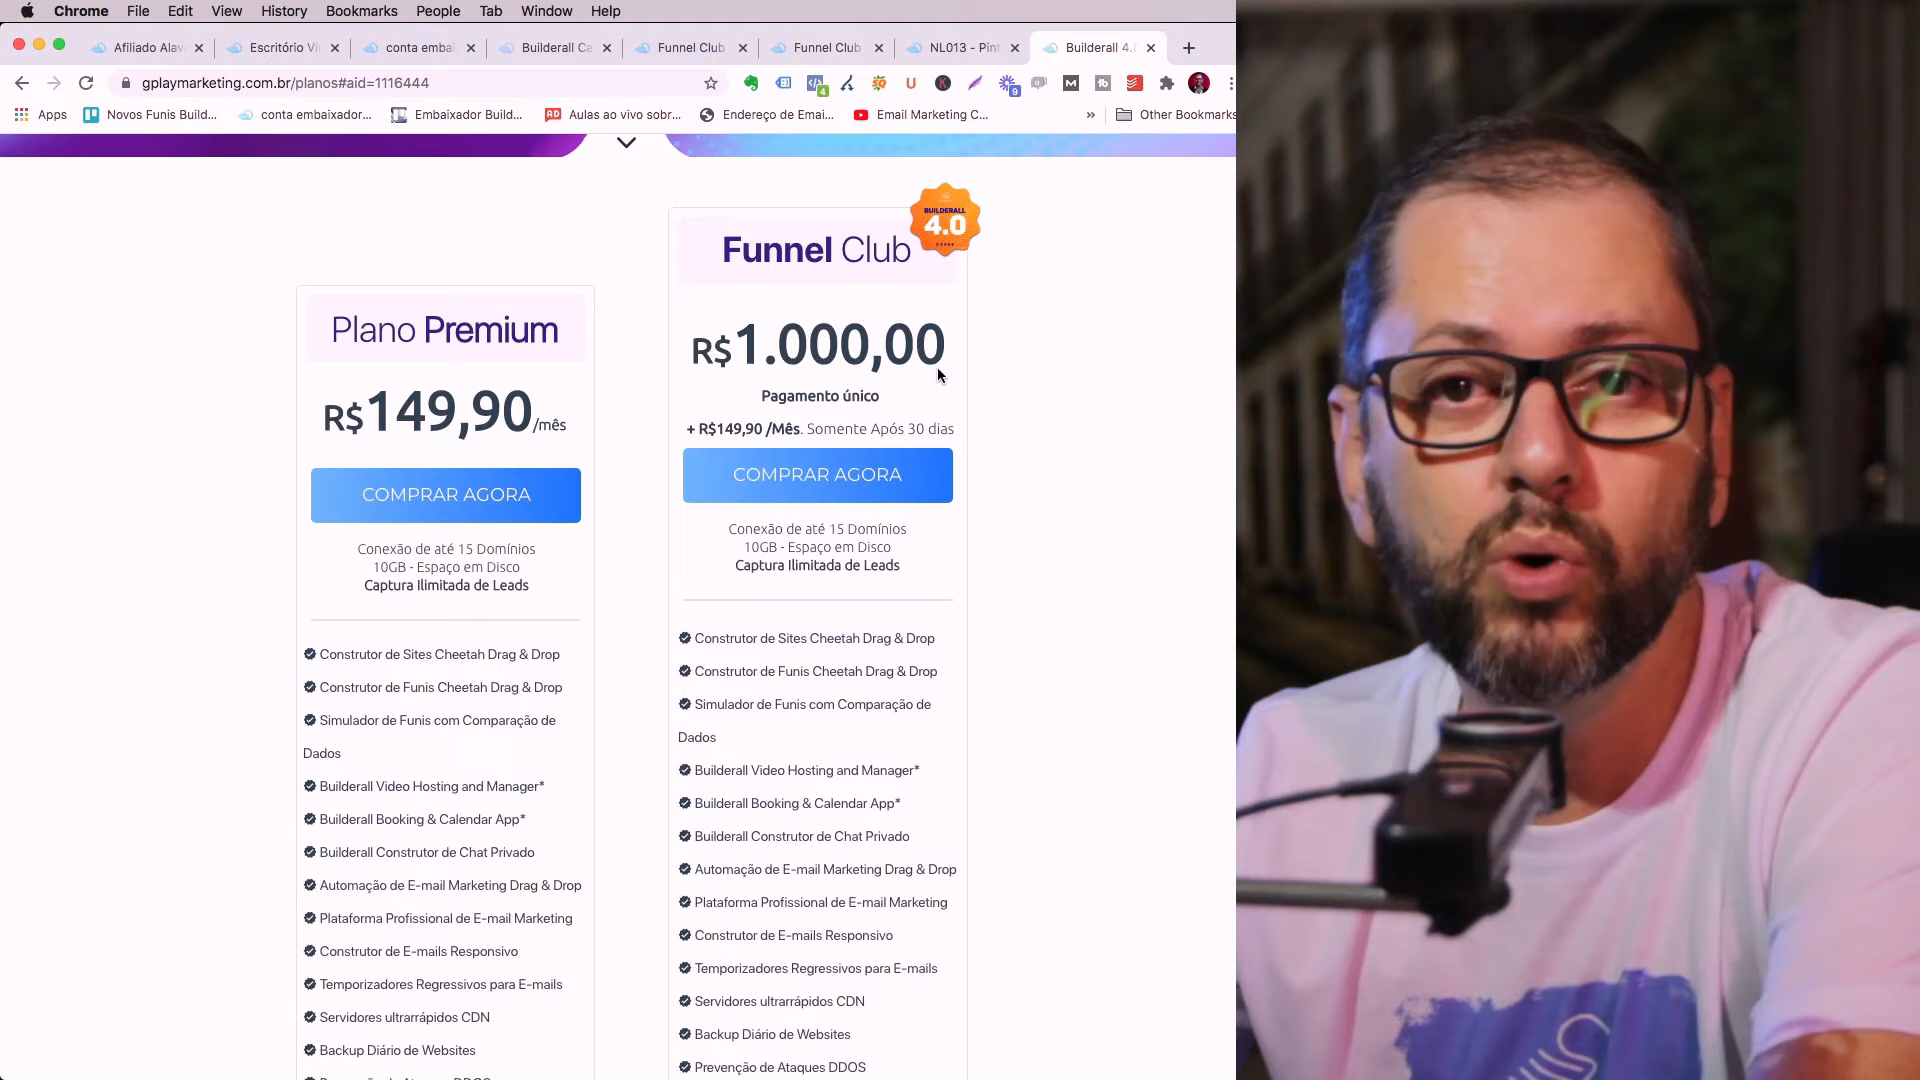 Chrome File Edit View History Bookmarks People Tab Window Help
Afiliado Alav
Escritório Vi
conta emba
Builderall Ca
Funnel Club
Funnel Club
NL013 - Pint
Builderall 4.
gplaymarketing.com.br/planos#aid=1116444
Apps
Novos Funis Build...
conta embaixador...
Embaixador Build...
Aulas ao vivo sobr...
Endereço de Emai...
Email Marketing C...
»
Other Bookmarks
BUILDERALL
4.0
Funnel Club
R$1.000,00
Pagamento único
+ R$149,90 /Mês. Somente Após 30 dias
COMPRAR AGORA
Conexão de até 15 Domínios
10GB - Espaço em Disco
Captura Ilimitada de Leads
Construtor de Sites Cheetah Drag & Drop
Construtor de Funis Cheetah Drag & Drop
Simulador de Funis com Comparação de
Dados
Builderall Video Hosting and Manager*
Builderall Booking & Calendar App*
Builderall Construtor de Chat Privado
Automação de E-mail Marketing Drag & Drop
Plataforma Profissional de E-mail Marketing
Construtor de E-mails Responsivo
Temporizadores Regressivos para E-mails
Servidores ultrarrápidos CDN
Backup Diário de Websites
Prevenção de Ataques DDOS
Plano Premium
R$149,90/mês
COMPRAR AGORA
Conexão de até 15 Domínios
10GB - Espaço em Disco
Captura Ilimitada de Leads
Construtor de Sites Cheetah Drag & Drop
Construtor de Funis Cheetah Drag & Drop
Simulador de Funis com Comparação de
Dados
Builderall Video Hosting and Manager*
Builderall Booking & Calendar App*
Builderall Construtor de Chat Privado
Automação de E-mail Marketing Drag & Drop
Plataforma Profissional de E-mail Marketing
Construtor de E-mails Responsivo
Temporizadores Regressivos para E-mails
Servidores ultrarrápidos CDN
Backup Diário de Websites